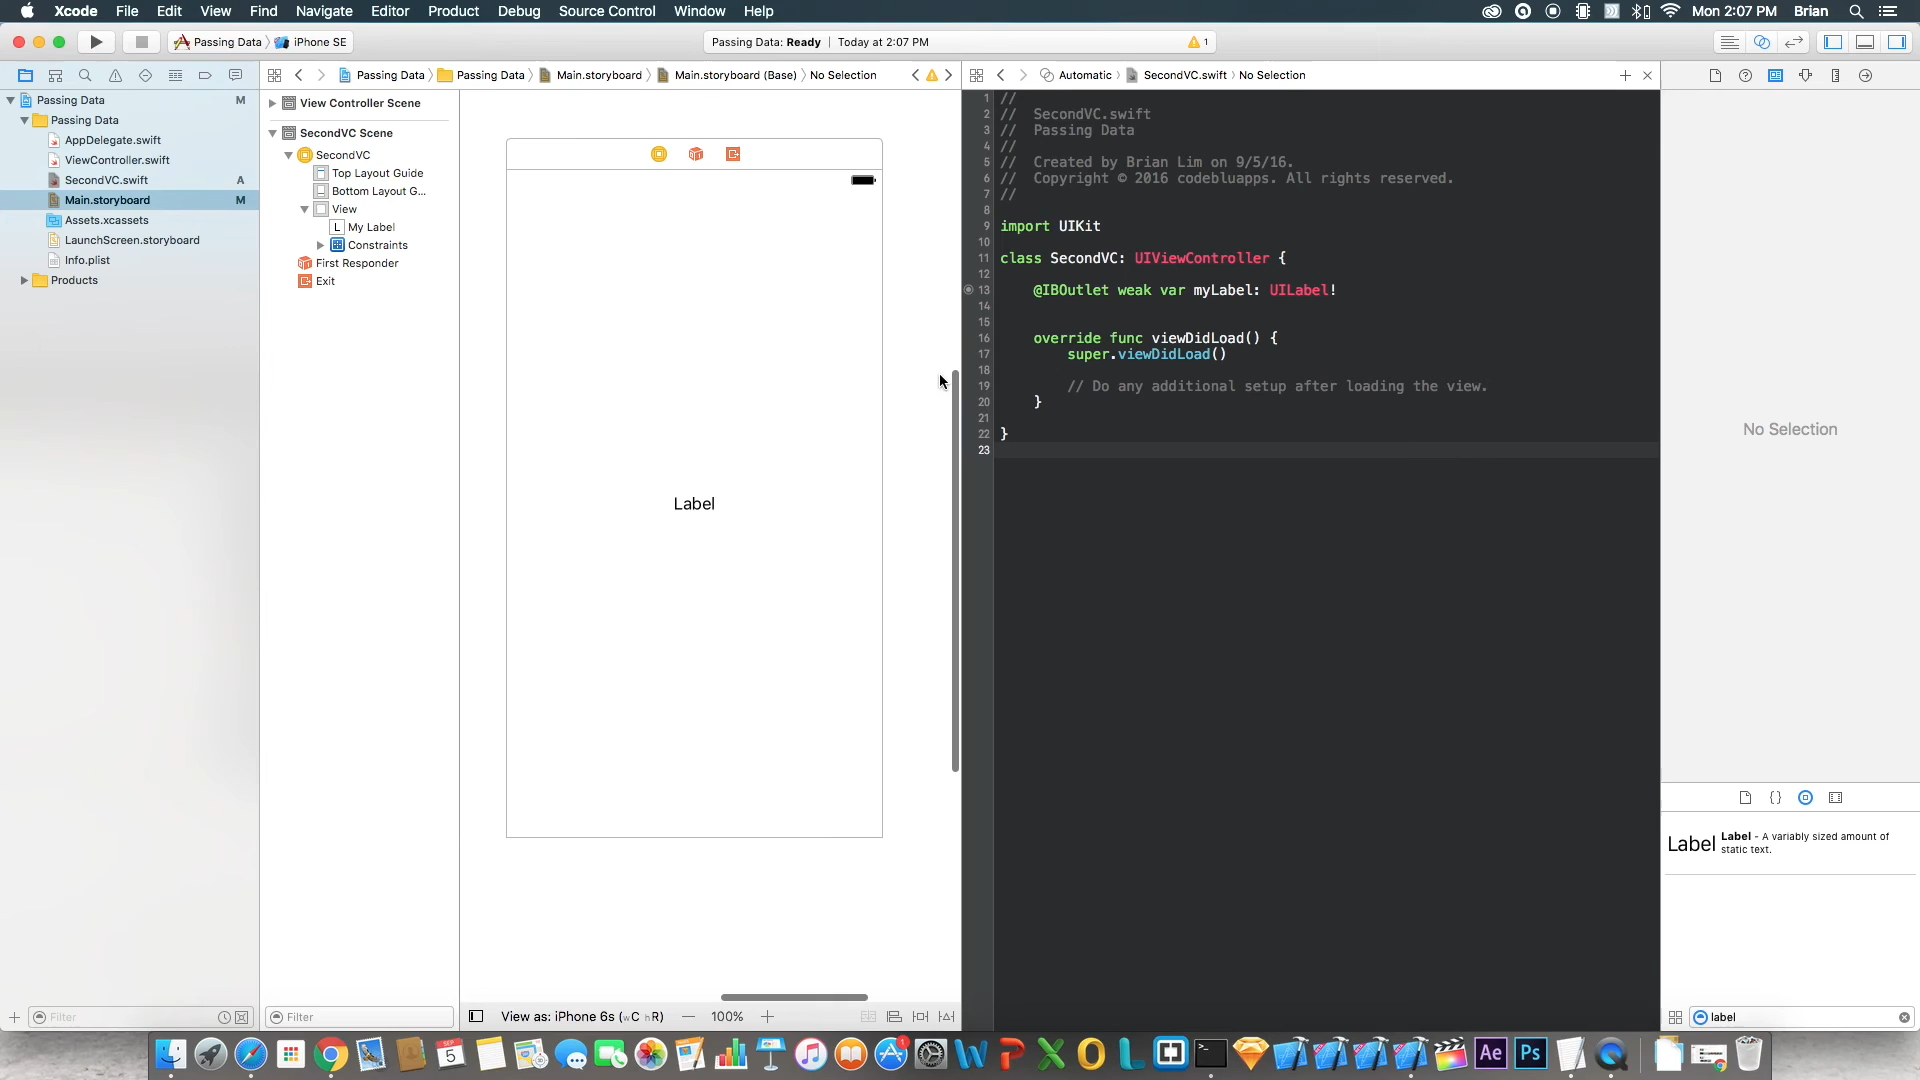 Xcode File Edit View Find Navigate Editor Product Debug Source Control Window Help Mon 2:07 PM Brian
Passing Data iPhone SE Passing Data: Ready Today at 2:07 PM 1
Passing Data Passing Data Main.storyboard Main.storyboard (Base) No Selection Automatic SecondVC.swift No Selection
Passing Data M
Passing Data
AppDelegate.swift
ViewController.swift
SecondVC.swift A
Main.storyboard M
Assets.xcassets
LaunchScreen.storyboard
Info.plist
Products
View Controller Scene
SecondVC Scene
SecondVC
Top Layout Guide
Bottom Layout G...
View
L My Label
Constraints
First Responder
Exit
Label
1 //
2 // SecondVC.swift
3 // Passing Data
4 //
5 // Created by Brian Lim on 9/5/16.
6 // Copyright © 2016 codebluapps. All rights reserved.
7 //
8
9 import UIKit
10
11 class SecondVC: UIViewController {
12
13 @IBOutlet weak var myLabel: UILabel!
14
15
16 override func viewDidLoad() {
17 super.viewDidLoad()
18
19 // Do any additional setup after loading the view.
20 }
21
22 }
23
No Selection
{}
Label Label - A variably sized amount of
static text.
Filter
Filter
View as: iPhone 6s (wC hR) — 100% +
label
SEP
5
1
Ae
Ps